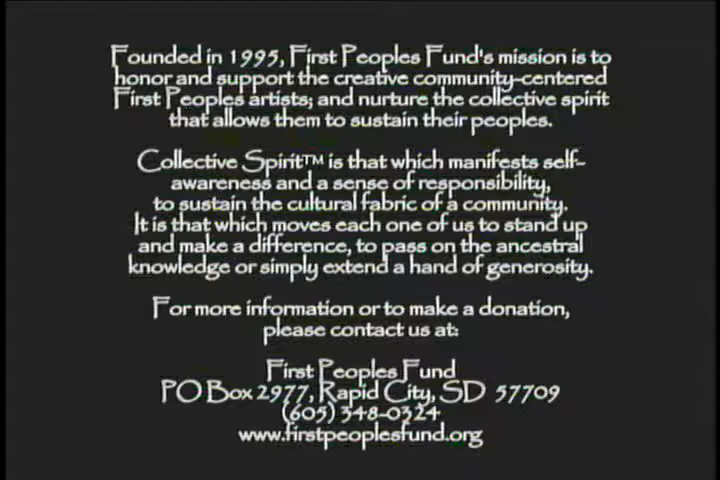 Founded in 1995, First Peoples Fund's mission is to
honor and support the creative community-centered
First Peoples artists; and nurture the collective spirit
that allows them to sustain their peoples.
Collective Spirit™ is that which manifests self-
awareness and a sense of responsibility,
to sustain the cultural fabric of a community.
It is that which moves each one of us to stand up
and make a difference, to pass on the ancestral
knowledge or simply extend a hand of generosity.
For more information or to make a donation,
please contact us at:
First Peoples Fund
PO Box 2977, Rapid City, SD 57709
(605) 348-0324
www.firstpeoplesfund.org